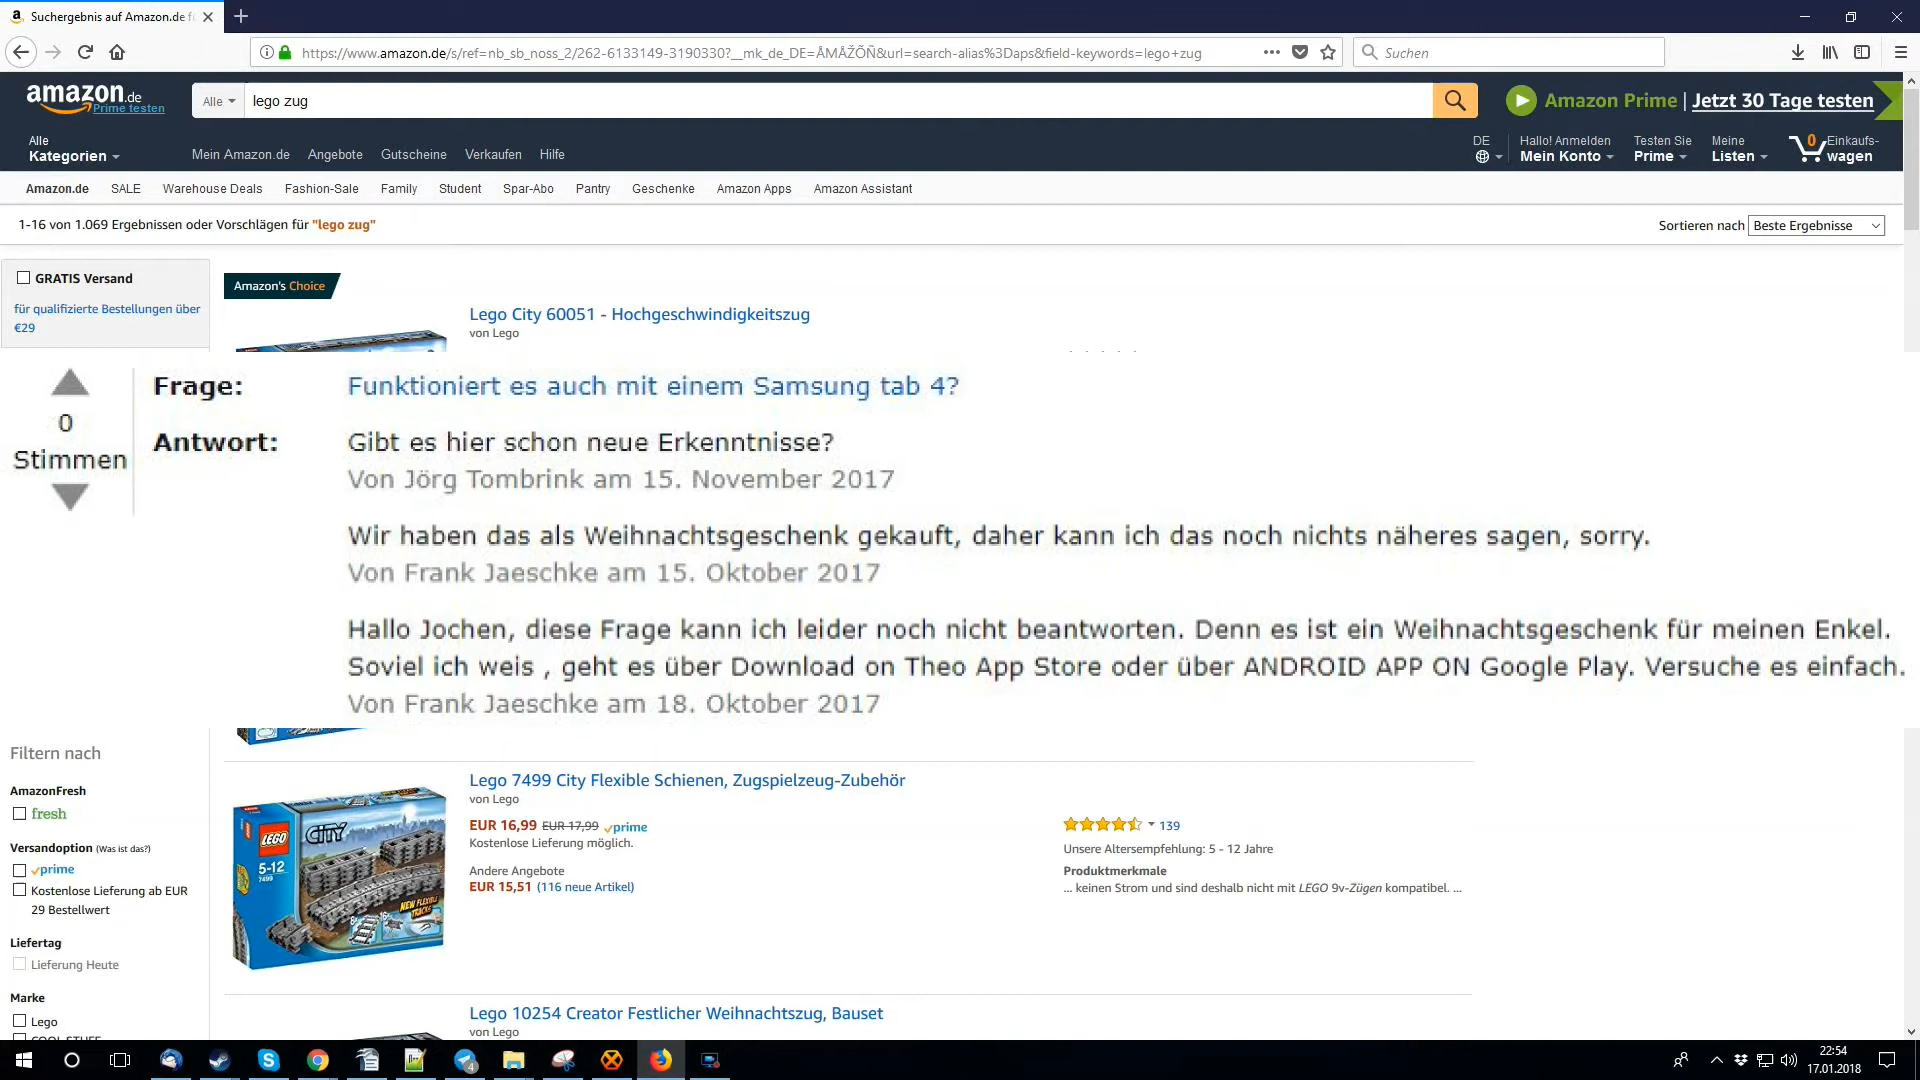 Suchergebnis auf Amazon.de f
https://www.amazon.de/s/ref=nb_sb_noss_2/262-6133149-3190330?__mk_de_DE=ÅMÅŽÕÑ&url=search-alias%3Daps&field-keywords=lego+zug
Suchen
amazon.de
Prime testen
Alle
lego zug
Amazon Prime | Jetzt 30 Tage testen
Alle
Kategorien
Mein Amazon.de
Angebote
Gutscheine
Verkaufen
Hilfe
DE
Hallo! Anmelden
Mein Konto
Testen Sie
Prime
Meine
Listen
0
Einkaufs-
wagen
Amazon.de
SALE
Warehouse Deals
Fashion-Sale
Family
Student
Spar-Abo
Pantry
Geschenke
Amazon Apps
Amazon Assistant
1-16 von 1.069 Ergebnissen oder Vorschlägen für "lego zug"
Sortieren nach
Beste Ergebnisse
GRATIS Versand
für qualifizierte Bestellungen über
€29
Amazon's Choice
Lego City 60051 - Hochgeschwindigkeitszug
von Lego
0
Stimmen
Frage:
Funktioniert es auch mit einem Samsung tab 4?
Antwort:
Gibt es hier schon neue Erkenntnisse?
Von Jörg Tombrink am 15. November 2017
Wir haben das als Weihnachtsgeschenk gekauft, daher kann ich das noch nichts näheres sagen, sorry.
Von Frank Jaeschke am 15. Oktober 2017
Hallo Jochen, diese Frage kann ich leider noch nicht beantworten. Denn es ist ein Weihnachtsgeschenk für meinen Enkel.
Soviel ich weis , geht es über Download on Theo App Store oder über ANDROID APP ON Google Play. Versuche es einfach.
Von Frank Jaeschke am 18. Oktober 2017
Filtern nach
AmazonFresh
fresh
Versandoption (Was ist das?)
prime
Kostenlose Lieferung ab EUR
29 Bestellwert
Liefertag
Lieferung Heute
Marke
Lego
COOL STUFF
LEGO
CITY
5-12
7499
NEW FLEXIBLE
TRACKS
Lego 7499 City Flexible Schienen, Zugspielzeug-Zubehör
von Lego
EUR 16,99 EUR 17,99 prime
Kostenlose Lieferung möglich.
Andere Angebote
EUR 15,51 (116 neue Artikel)
139
Unsere Altersempfehlung: 5 - 12 Jahre
Produktmerkmale
... keinen Strom und sind deshalb nicht mit LEGO 9v-Zügen kompatibel. ...
Lego 10254 Creator Festlicher Weihnachtszug, Bauset
von Lego
4
22:54
17.01.2018